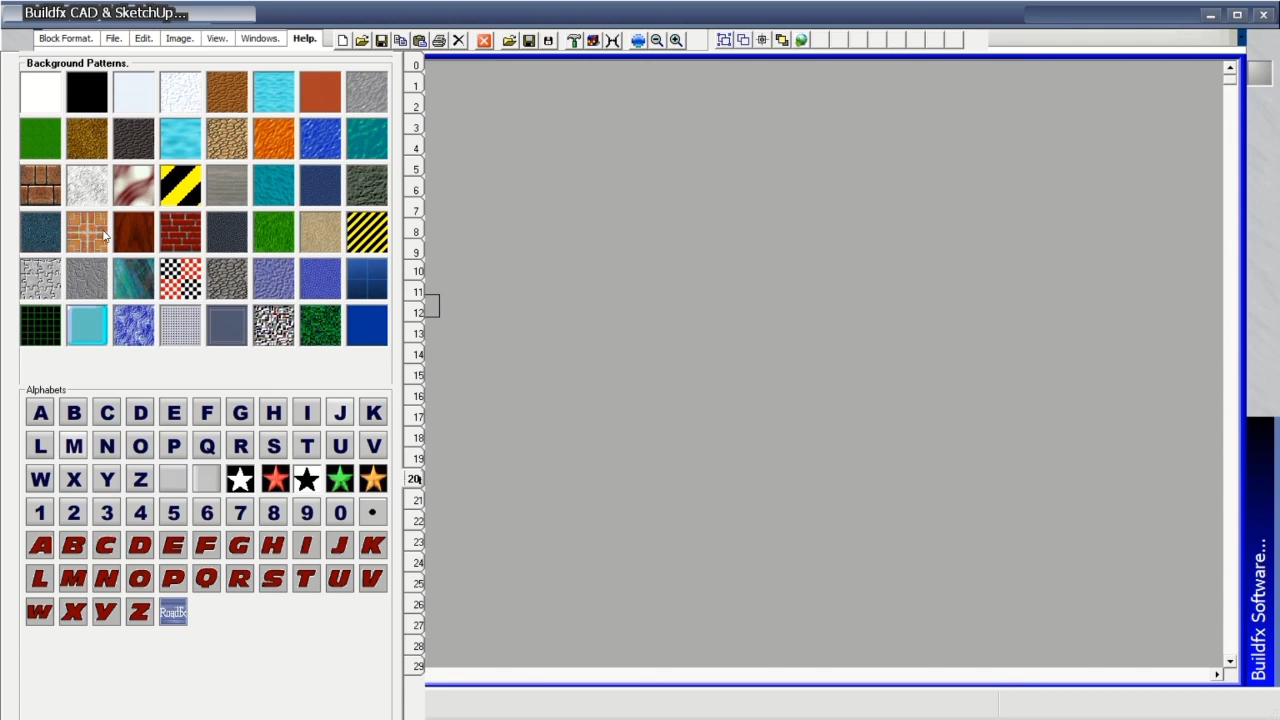 Buildfx CAD & SketchUp...
Block Format. File. Edit. Image. View. Windows. Help.
Background Patterns.
0
1
2
3
4
5
6
7
8
9
10
11
12
13
14
15
16
17
18
19
20
21
22
23
24
25
26
27
28
29
Alphabets
A B C D E F G H I J K
L M N O P Q R S T U V
W X Y Z
1 2 3 4 5 6 7 8 9 0 •
A B C D E F G H I J K
L M N O P Q R S T U V
W X Y Z Roadfx
Buildfx Software...